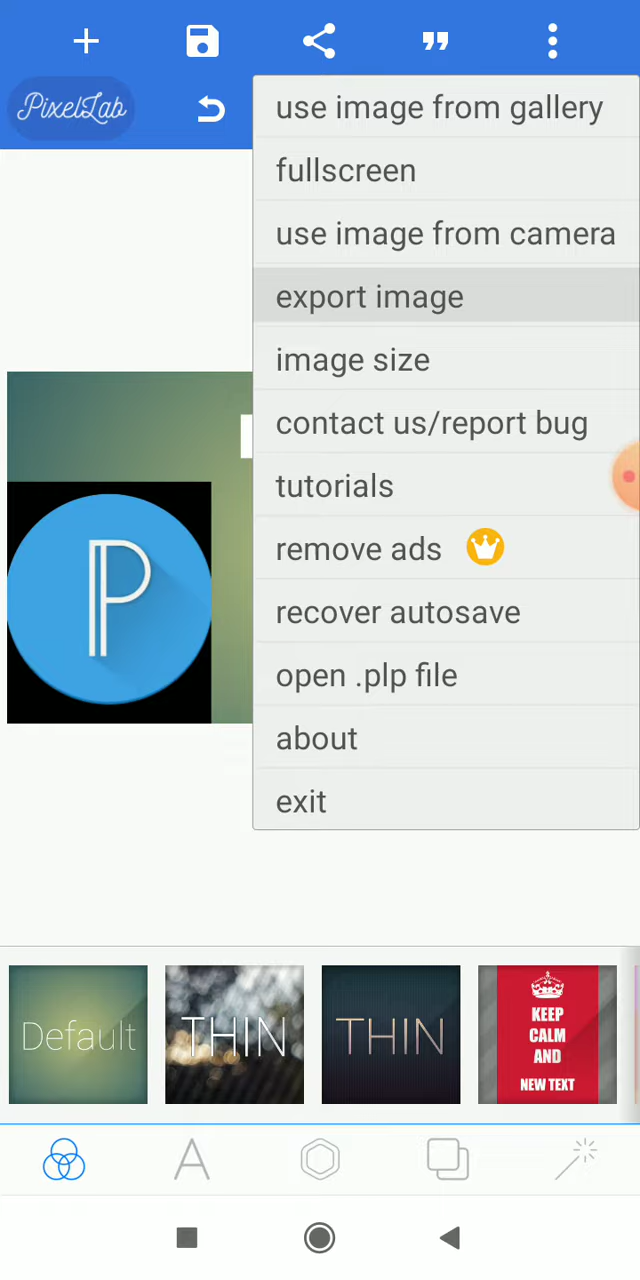 PixelLab
use image from gallery
fullscreen
use image from camera
export image
image size
contact us/report bug
tutorials
remove ads
recover autosave
open .plp file
about
exit
P
Default
THIN
THIN
KEEP
CALM
AND
NEW TEXT
A